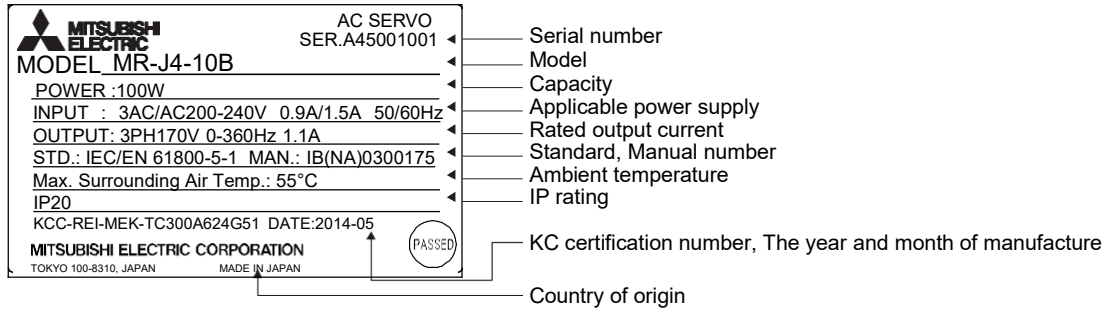 MITSUBISHI
ELECTRIC
AC SERVO
SER.A45001001
Serial number
MODEL MR-J4-10B
Model
POWER :100W
Capacity
INPUT : 3AC/AC200-240V 0.9A/1.5A 50/60Hz
Applicable power supply
OUTPUT: 3PH170V 0-360Hz 1.1A
Rated output current
STD.: IEC/EN 61800-5-1 MAN.: IB(NA)0300175
Standard, Manual number
Max. Surrounding Air Temp.: 55°C
Ambient temperature
IP20
IP rating
KCC-REI-MEK-TC300A624G51 DATE:2014-05
PASSED
KC certification number, The year and month of manufacture
MITSUBISHI ELECTRIC CORPORATION
TOKYO 100-8310, JAPAN MADE IN JAPAN
Country of origin